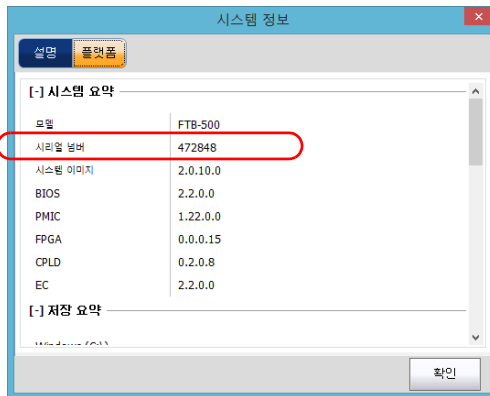 시스템 정보
설명 플랫폼
[-] 시스템 요약
모델 FTB-500
시리얼 넘버 472848
시스템 이미지 2.0.10.0
BIOS 2.2.0.0
PMIC 1.22.0.0
FPGA 0.0.0.15
CPLD 0.2.0.8
EC 2.2.0.0
[-] 저장 요약
Windows (C:\)
확인